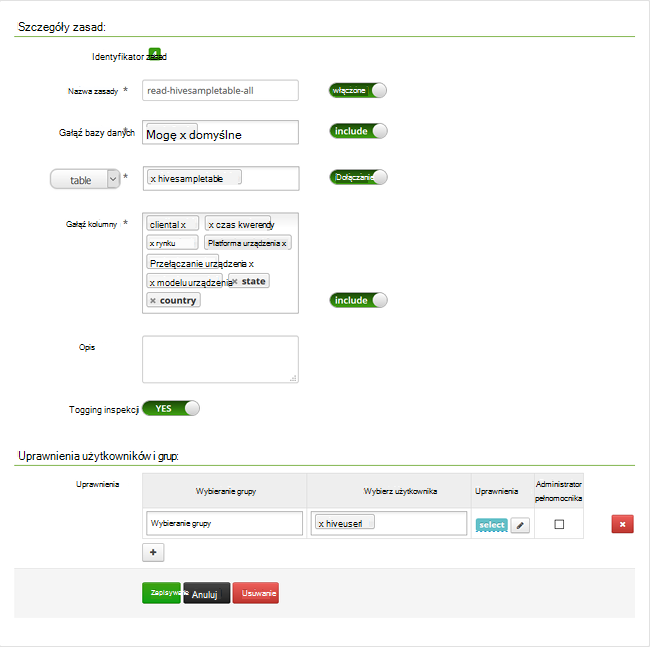 Szczegóły zasad:
Identyfikator zasad 4
Nazwa zasady * read-hivesampletable-all włączone
Gałąź bazy danych * Mogę x domyślne include
table * x hivesampletable Dołączanie
Gałąź kolumny * cliental x x czas kwerendy
x rynku Platforma urządzenia x
Przełączanie urządzenia x
x modelu urządzenia × state
× country include
Opis
Togging inspekcji YES
Uprawnienia użytkowników i grup:
Uprawnienia Wybieranie grupy Wybierz użytkownika Uprawnienia Administrator pełnomocnika
Wybieranie grupy x hiveuserl select
+
Zapisywanie Anuluj Usuwanie